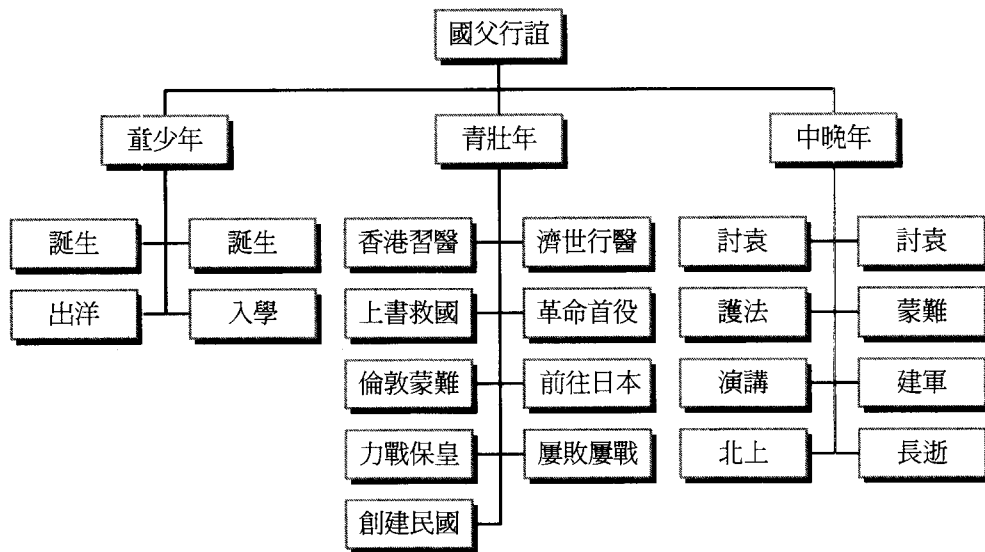 國父行誼
童少年
青壯年
中晚年
誕生
誕生
出洋
入學
香港習醫
濟世行醫
上書救國
革命首役
倫敦蒙難
前往日本
力戰保皇
屢敗屢戰
創建民國
討袁
討袁
護法
蒙難
演講
建軍
北上
長逝